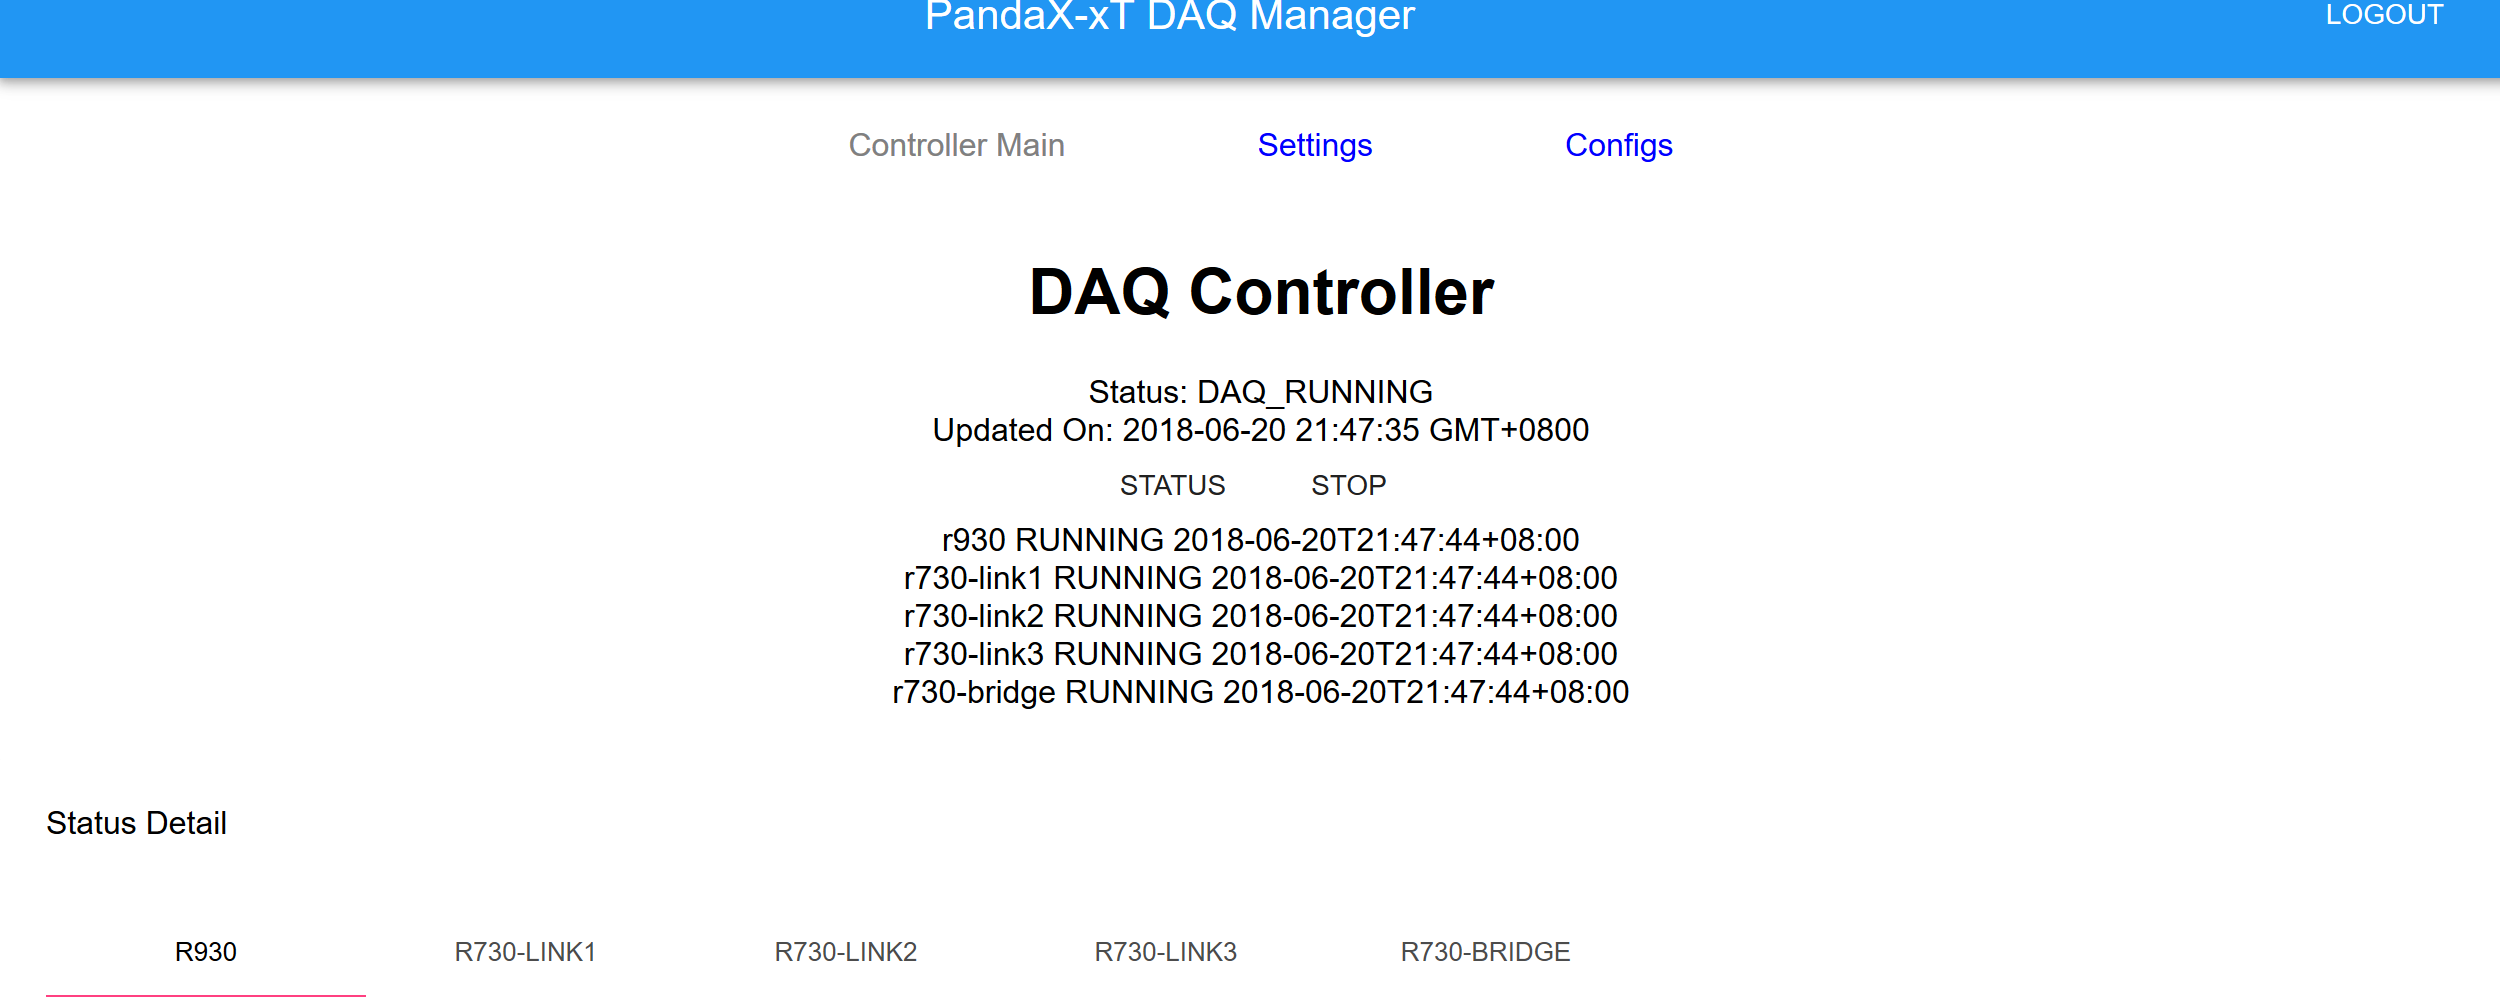 PandaX-xT DAQ Manager
LOGOUT
Controller Main Settings Configs
DAQ Controller
Status: DAQ_RUNNING
Updated On: 2018-06-20 21:47:35 GMT+0800
STATUS STOP
r930 RUNNING 2018-06-20T21:47:44+08:00
r730-link1 RUNNING 2018-06-20T21:47:44+08:00
r730-link2 RUNNING 2018-06-20T21:47:44+08:00
r730-link3 RUNNING 2018-06-20T21:47:44+08:00
r730-bridge RUNNING 2018-06-20T21:47:44+08:00
Status Detail
R930 R730-LINK1 R730-LINK2 R730-LINK3 R730-BRIDGE